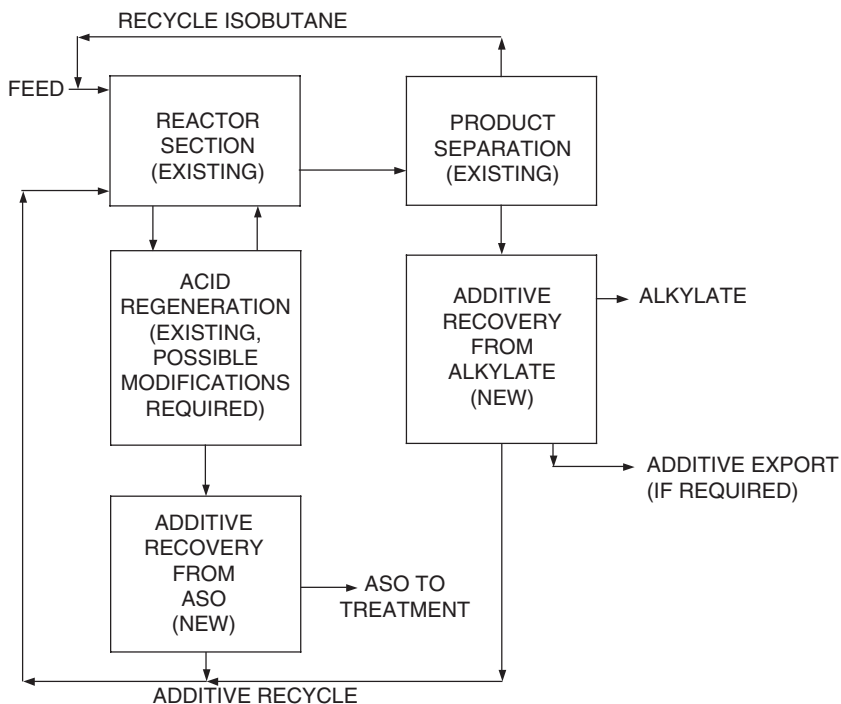 RECYCLE ISOBUTANE
FEED
REACTOR
SECTION
(EXISTING)
PRODUCT
SEPARATION
(EXISTING)
ACID
REGENERATION
(EXISTING,
POSSIBLE
MODIFICATIONS
REQUIRED)
ADDITIVE
RECOVERY
FROM
ALKYLATE
(NEW)
ALKYLATE
ADDITIVE EXPORT
(IF REQUIRED)
ADDITIVE
RECOVERY
FROM
ASO
(NEW)
ASO TO
TREATMENT
ADDITIVE RECYCLE